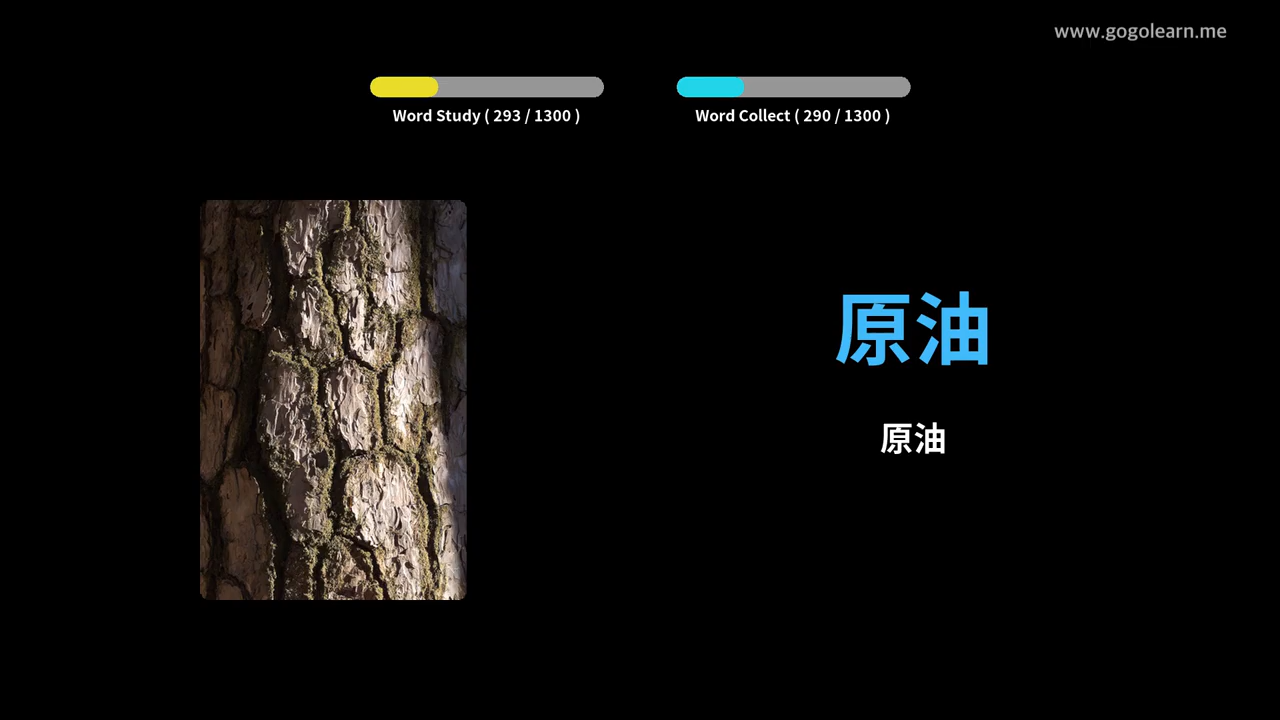 www.gogolearn.me
Word Study ( 293 / 1300 )
Word Collect ( 290 / 1300 )
原油
原油